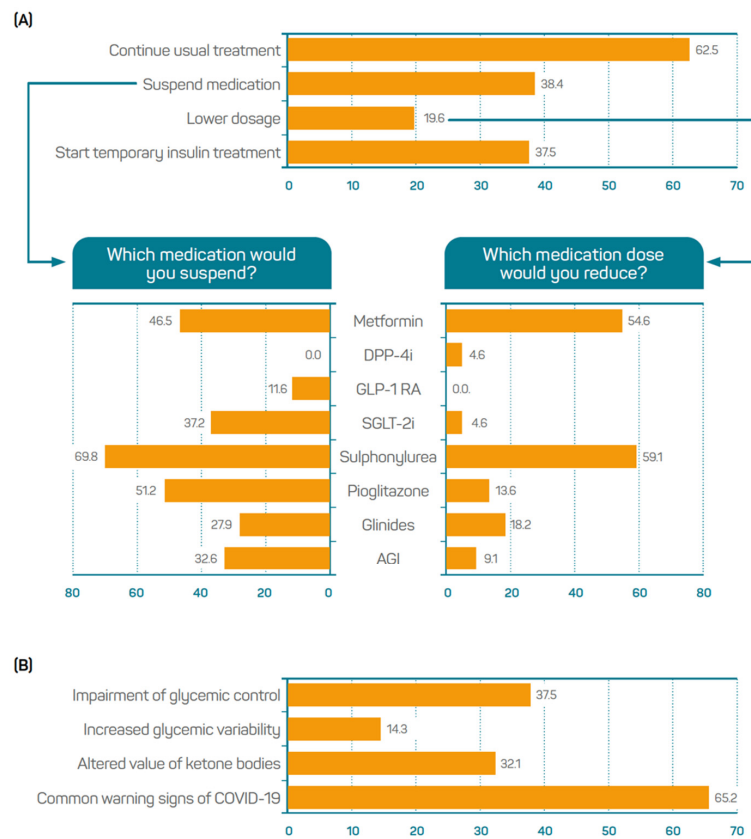 (A)
Continue usual treatment 62.5
Suspend medication 38.4
Lower dosage 19.6
Start temporary insulin treatment 37.5
0 10 20 30 40 50 60 70
Which medication would
you suspend?
Which medication dose
would you reduce?
46.5 Metformin 54.6
0.0 DPP-4i 4.6
11.6 GLP-1 RA 0.0.
37.2 SGLT-2i 4.6
69.8 Sulphonylurea 59.1
51.2 Pioglitazone 13.6
27.9 Glinides 18.2
32.6 AGI 9.1
80 60 40 20 0 0 20 40 60 80
(B)
Impairment of glycemic control 37.5
Increased glycemic variability 14.3
Altered value of ketone bodies 32.1
Common warning signs of COVID-19 65.2
0 10 20 30 40 50 60 70